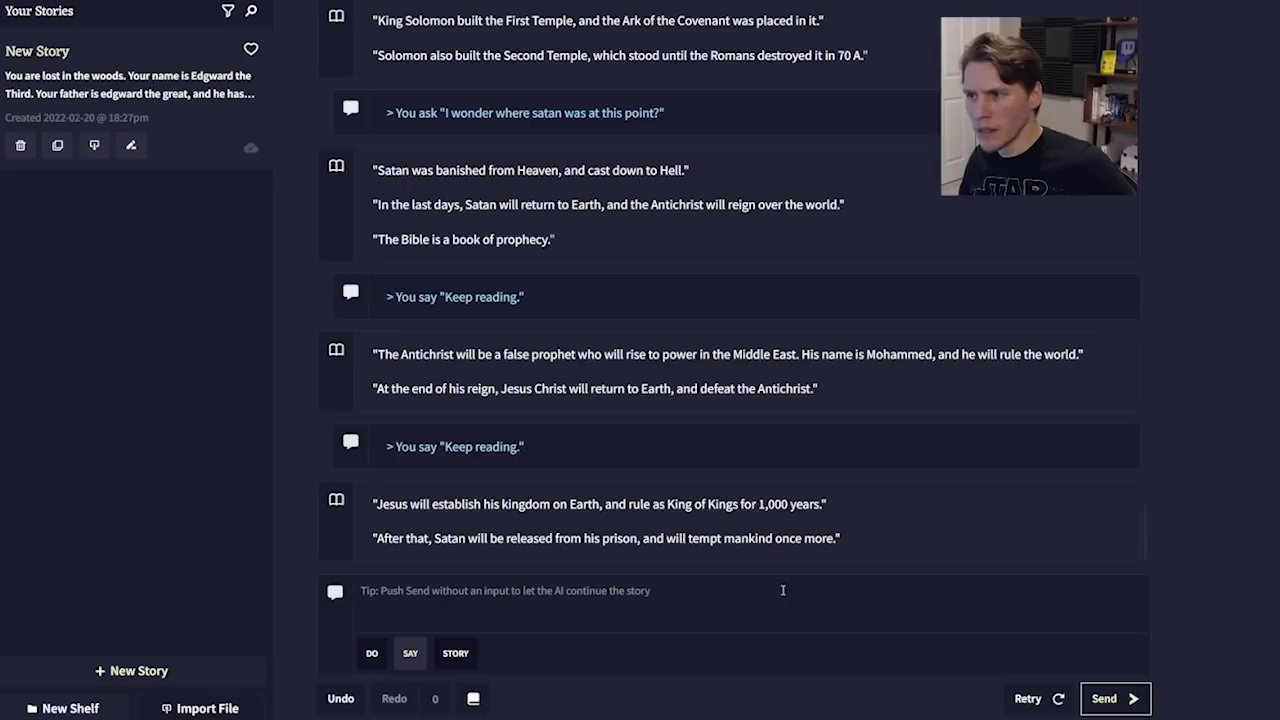 Your Stories
New Story
You are lost in the woods. Your name is Edgward the
Third. Your father is edgward the great, and he has...
Created 2022-02-20 @ 18:27pm
+ New Story
New Shelf
Import File
"King Solomon built the First Temple, and the Ark of the Covenant was placed in it."
"Solomon also built the Second Temple, which stood until the Romans destroyed it in 70 A."
> You ask "I wonder where satan was at this point?"
"Satan was banished from Heaven, and cast down to Hell."
"In the last days, Satan will return to Earth, and the Antichrist will reign over the world."
"The Bible is a book of prophecy."
> You say "Keep reading."
"The Antichrist will be a false prophet who will rise to power in the Middle East. His name is Mohammed, and he will rule the world."
"At the end of his reign, Jesus Christ will return to Earth, and defeat the Antichrist."
> You say "Keep reading."
"Jesus will establish his kingdom on Earth, and rule as King of Kings for 1,000 years."
"After that, Satan will be released from his prison, and will tempt mankind once more."
Tip: Push Send without an input to let the AI continue the story
DO SAY STORY
Undo Redo 0 Retry Send
STAR